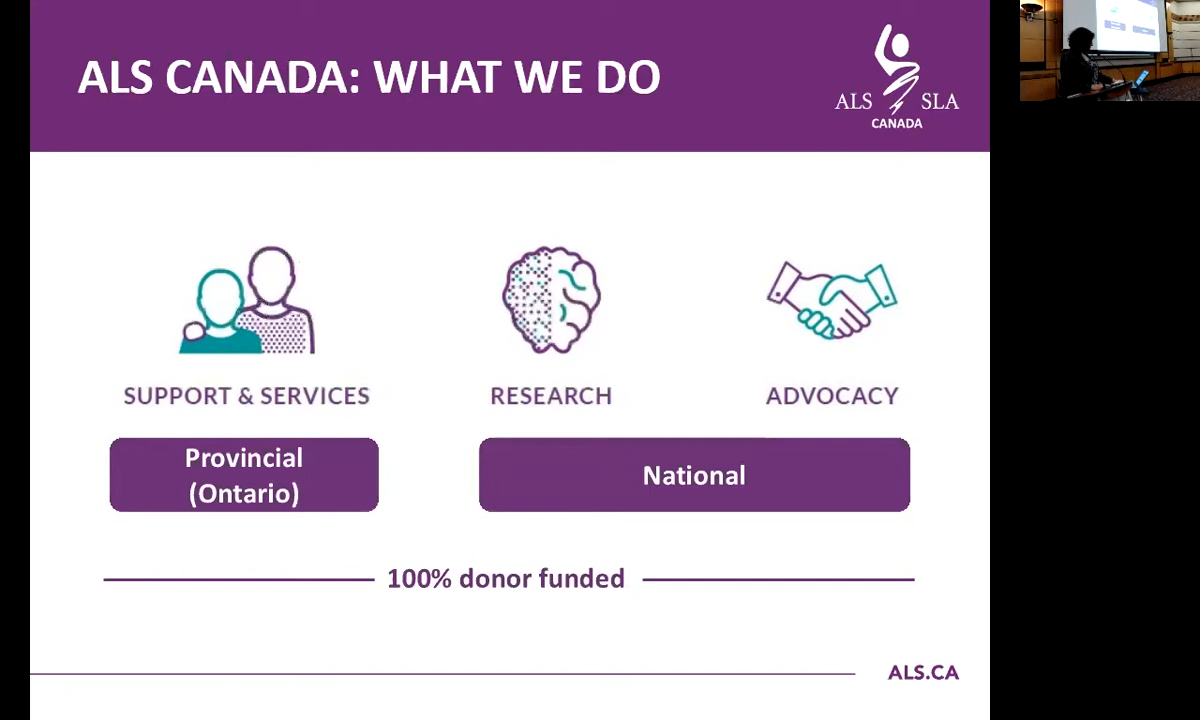 ALS CANADA: WHAT WE DO
ALS SLA
CANADA
SUPPORT & SERVICES
RESEARCH
ADVOCACY
Provincial
(Ontario)
National
100% donor funded
ALS.CA